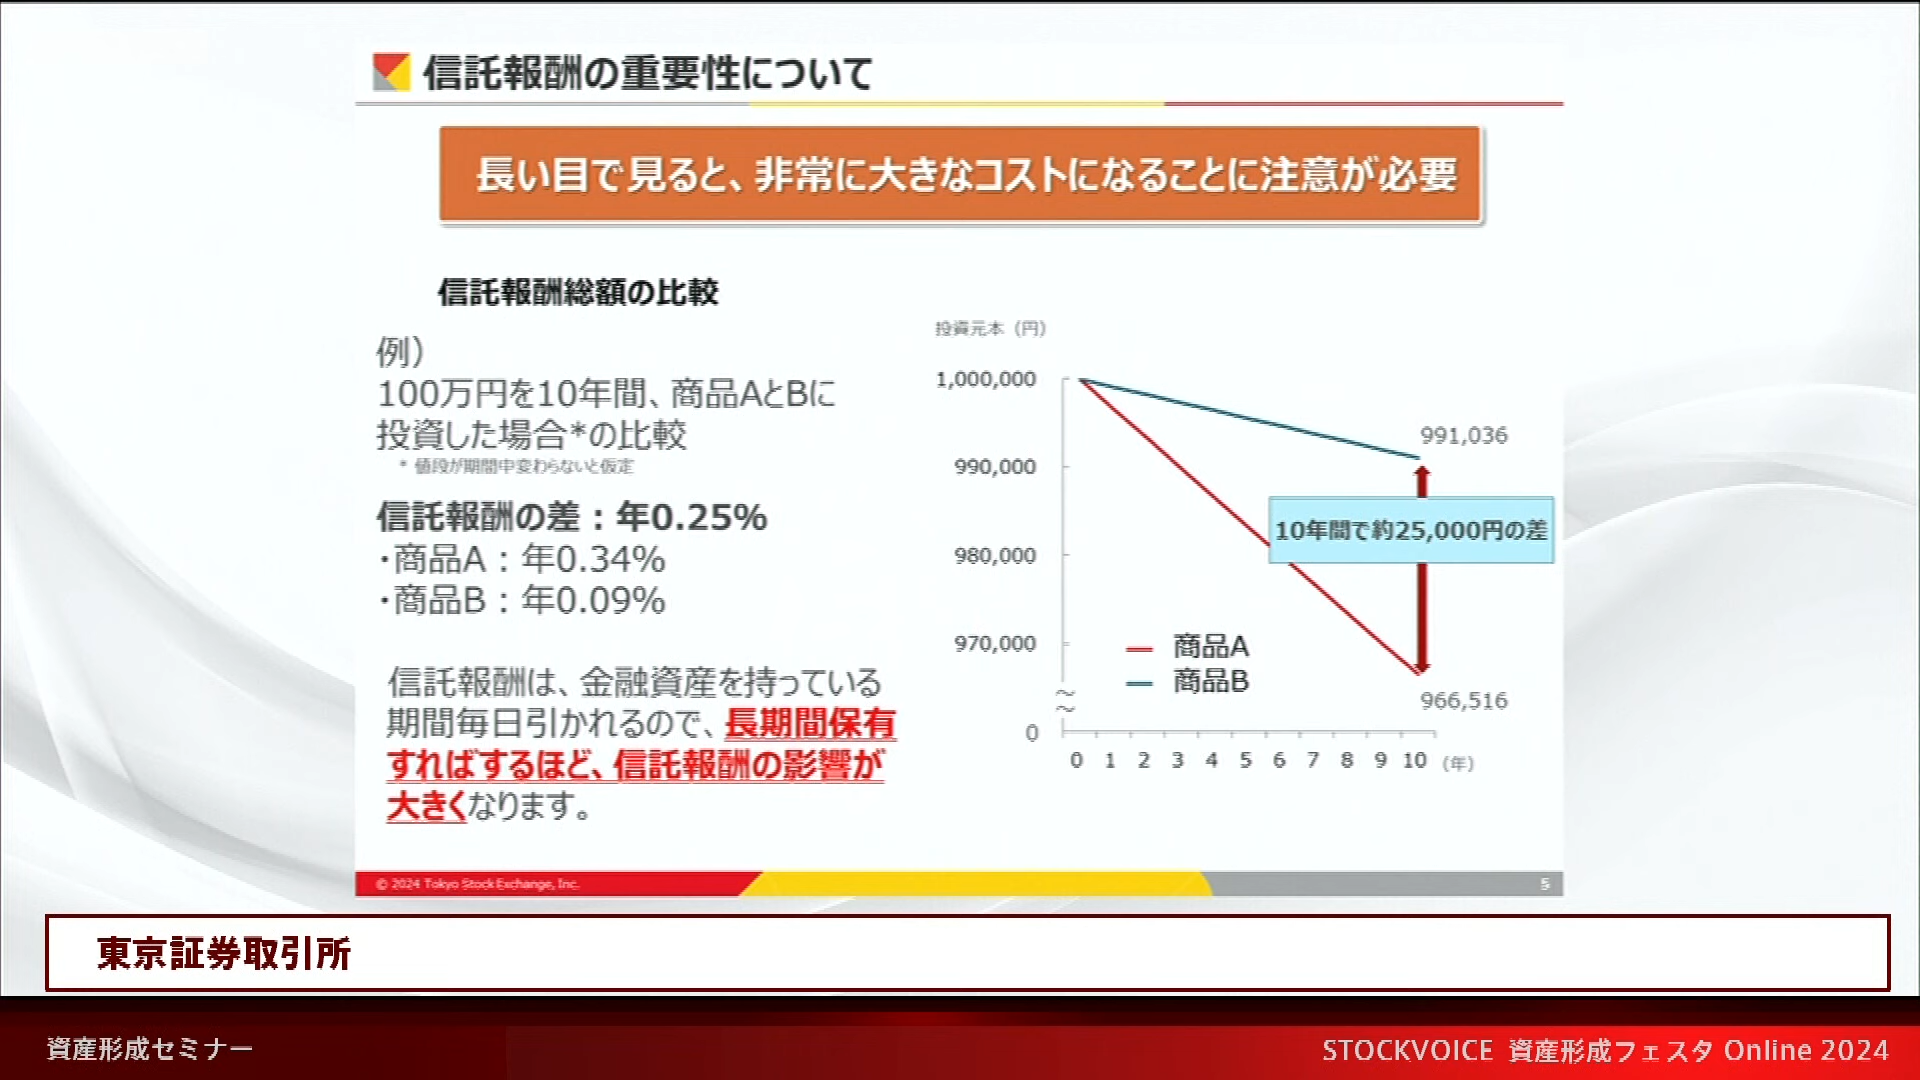 信託報酬の重要性について
長い目で見ると、非常に大きなコストになることに注意が必要
信託報酬総額の比較
例）
100万円を10年間、商品AとBに
投資した場合*の比較
* 値段が期間中変わらないと仮定
信託報酬の差：年0.25%
・商品A：年0.34%
・商品B：年0.09%
信託報酬は、金融資産を持っている
期間毎日引かれるので、長期間保有
すればするほど、信託報酬の影響が
大きくなります。
投資元本（円）
1,000,000
990,000
980,000
970,000
0
991,036
10年間で約25,000円の差
966,516
商品A
商品B
0 1 2 3 4 5 6 7 8 9 10 （年）
© 2024 Tokyo Stock Exchange, Inc.
5
東京証券取引所
資産形成セミナー
STOCKVOICE 資産形成フェスタ Online 2024